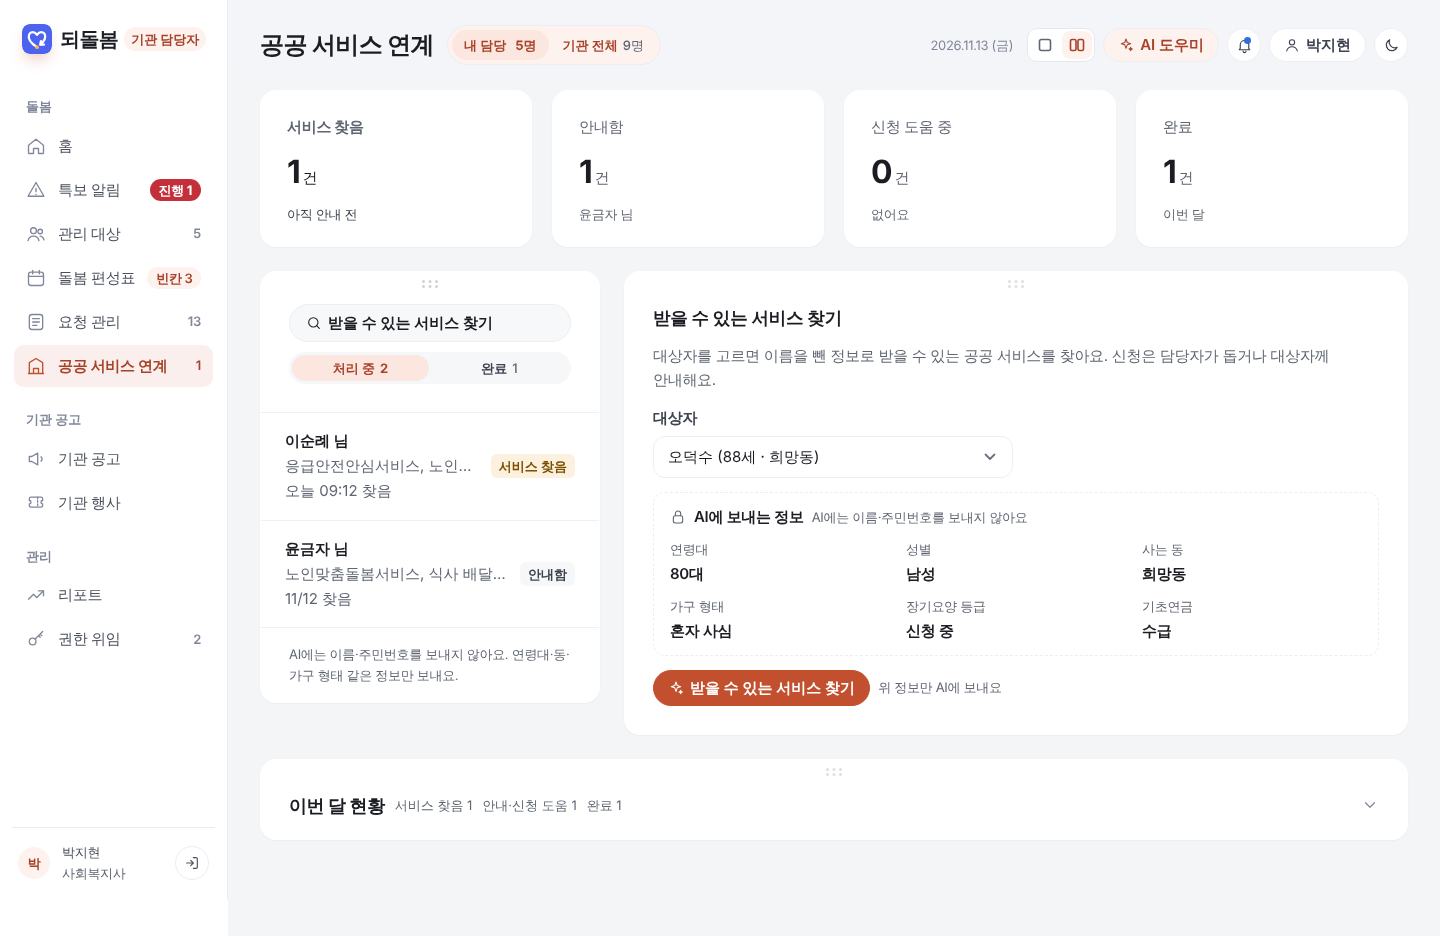 되돌봄 기관 담당자
돌봄
홈
특보 알림 진행 1
관리 대상 5
돌봄 편성표 빈칸 3
요청 관리 13
공공 서비스 연계 1
기관 공고
기관 공고
기관 행사
관리
리포트
권한 위임 2
박 박지현
사회복지사
공공 서비스 연계 내 담당 5명 기관 전체 9명 2026.11.13 (금) AI 도우미 박지현
서비스 찾음
1건
아직 안내 전
안내함
1건
윤금자 님
신청 도움 중
0건
없어요
완료
1건
이번 달
받을 수 있는 서비스 찾기
처리 중 2 완료 1
이순례 님
응급안전안심서비스, 노인... 서비스 찾음
오늘 09:12 찾음
윤금자 님
노인맞춤돌봄서비스, 식사 배달... 안내함
11/12 찾음
AI에는 이름·주민번호를 보내지 않아요. 연령대·동·
가구 형태 같은 정보만 보내요.
받을 수 있는 서비스 찾기
대상자를 고르면 이름을 뺀 정보로 받을 수 있는 공공 서비스를 찾아요. 신청은 담당자가 돕거나 대상자께
안내해요.
대상자
오덕수 (88세 · 희망동)
AI에 보내는 정보 AI에는 이름·주민번호를 보내지 않아요
연령대 성별 사는 동
80대 남성 희망동
가구 형태 장기요양 등급 기초연금
혼자 사심 신청 중 수급
받을 수 있는 서비스 찾기 위 정보만 AI에 보내요
이번 달 현황 서비스 찾음 1 안내·신청 도움 1 완료 1